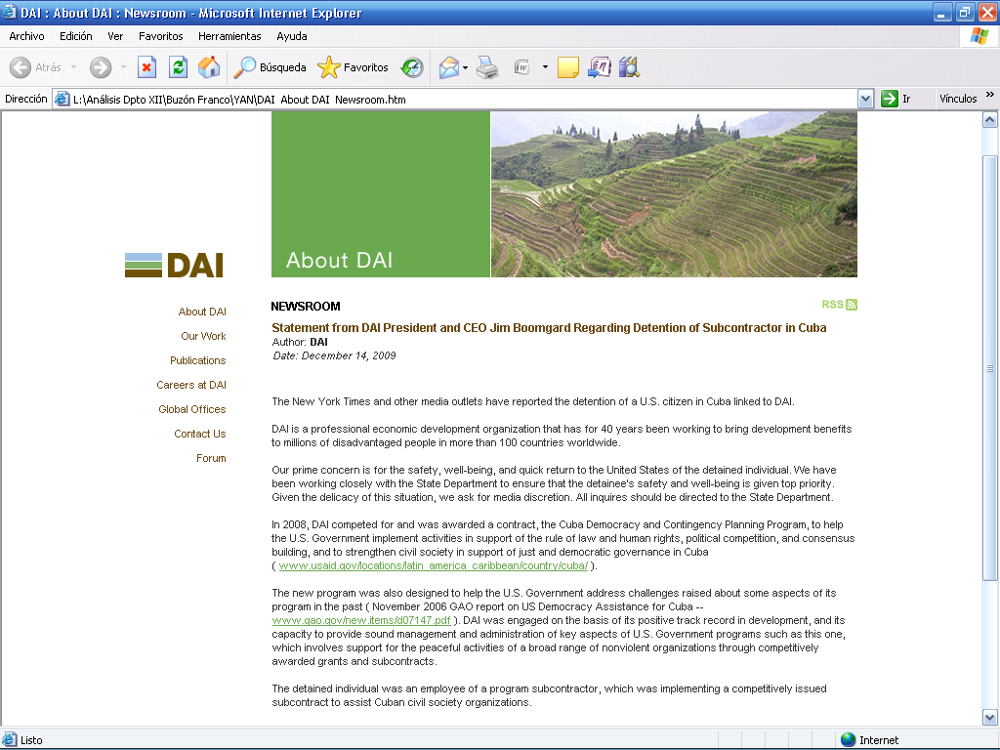 DAI : About DAI : Newsroom - Microsoft Internet Explorer
Archivo Edición Ver Favoritos Herramientas Ayuda
Atrás Búsqueda Favoritos
Dirección L:\Análisis Dpto XII\Buzón Franco\YAN\DAI About DAI Newsroom.htm Ir Vínculos »
About DAI
DAI
About DAI
Our Work
Publications
Careers at DAI
Global Offices
Contact Us
Forum
NEWSROOM RSS
Statement from DAI President and CEO Jim Boomgard Regarding Detention of Subcontractor in Cuba
Author: DAI
Date: December 14, 2009
The New York Times and other media outlets have reported the detention of a U.S. citizen in Cuba linked to DAI.
DAI is a professional economic development organization that has for 40 years been working to bring development benefits
to millions of disadvantaged people in more than 100 countries worldwide.
Our prime concern is for the safety, well-being, and quick return to the United States of the detained individual. We have
been working closely with the State Department to ensure that the detainee's safety and well-being is given top priority.
Given the delicacy of this situation, we ask for media discretion. All inquires should be directed to the State Department.
In 2008, DAI competed for and was awarded a contract, the Cuba Democracy and Contingency Planning Program, to help
the U.S. Government implement activities in support of the rule of law and human rights, political competition, and consensus
building, and to strengthen civil society in support of just and democratic governance in Cuba
( www.usaid.gov/locations/latin_america_caribbean/country/cuba/ ).
The new program was also designed to help the U.S. Government address challenges raised about some aspects of its
program in the past ( November 2006 GAO report on US Democracy Assistance for Cuba --
www.gao.gov/new.items/d07147.pdf ). DAI was engaged on the basis of its positive track record in development, and its
capacity to provide sound management and administration of key aspects of U.S. Government programs such as this one,
which involves support for the peaceful activities of a broad range of nonviolent organizations through competitively
awarded grants and subcontracts.
The detained individual was an employee of a program subcontractor, which was implementing a competitively issued
subcontract to assist Cuban civil society organizations.
Listo Internet